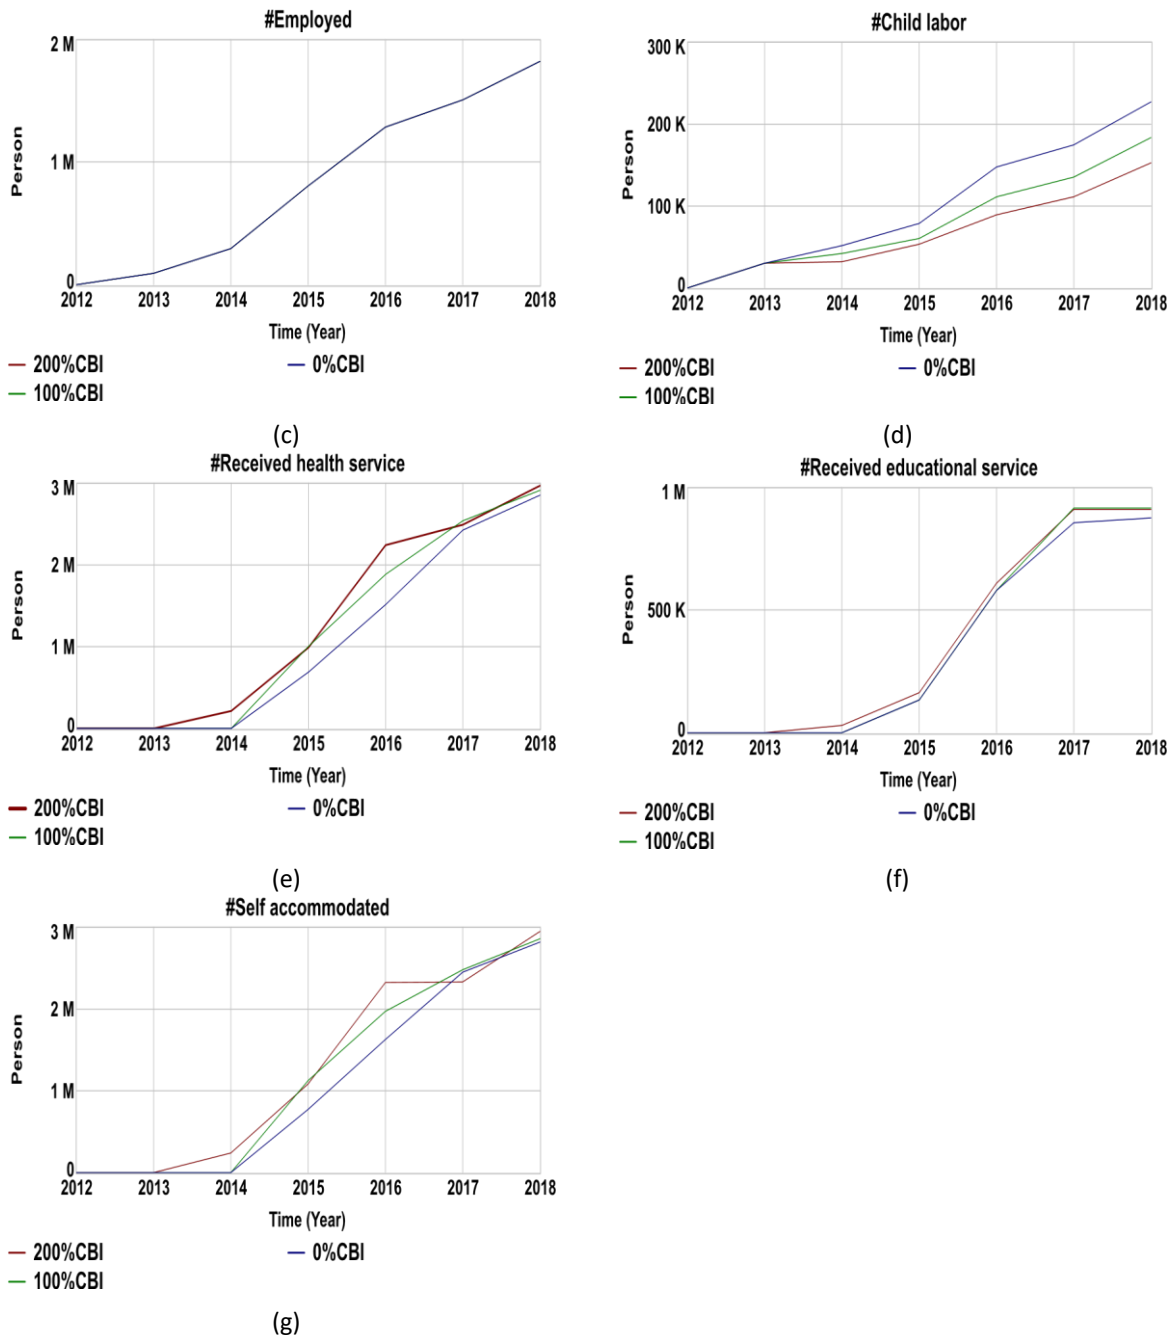 #Employed
2 M
1 M
0
Person
2012 2013 2014 2015 2016 2017 2018
Time (Year)
200%CBI 0%CBI
100%CBI
(c)
#Child labor
300 K
200 K
100 K
0
Person
2012 2013 2014 2015 2016 2017 2018
Time (Year)
200%CBI 0%CBI
100%CBI
(d)
#Received health service
3 M
2 M
1 M
0
Person
2012 2013 2014 2015 2016 2017 2018
Time (Year)
200%CBI 0%CBI
100%CBI
(e)
#Received educational service
1 M
500 K
0
Person
2012 2013 2014 2015 2016 2017 2018
Time (Year)
200%CBI 0%CBI
100%CBI
(f)
#Self accommodated
3 M
2 M
1 M
0
Person
2012 2013 2014 2015 2016 2017 2018
Time (Year)
200%CBI 0%CBI
100%CBI
(g)